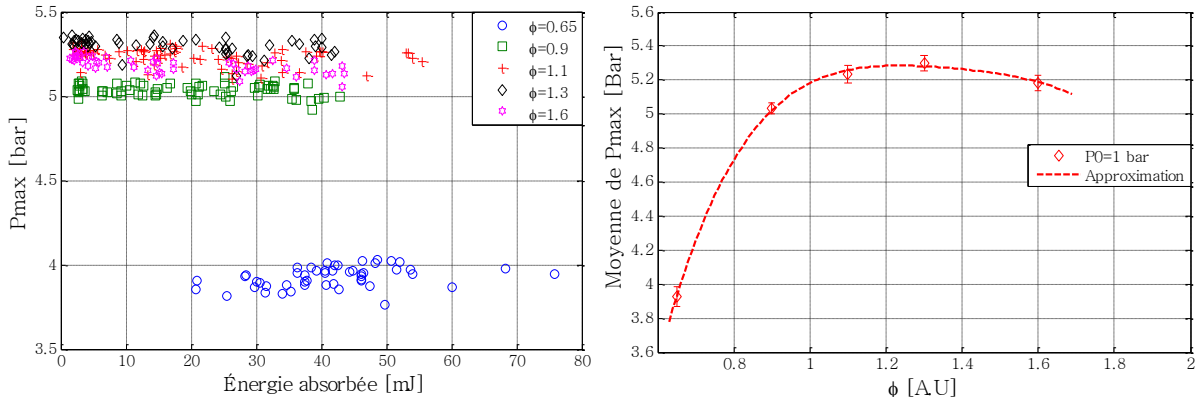 5.5
5
4.5
4
3.5
Pmax [bar]
0
10
20
30
40
50
60
70
80
Énergie absorbée [mJ]
ϕ=0.65
ϕ=0.9
ϕ=1.1
ϕ=1.3
ϕ=1.6
5.6
5.4
5.2
5
4.8
4.6
4.4
4.2
4
3.8
3.6
Moyenne de Pmax [Bar]
0.8
1
1.2
1.4
1.6
1.8
2
ϕ [A.U]
P0=1 bar
Approximation